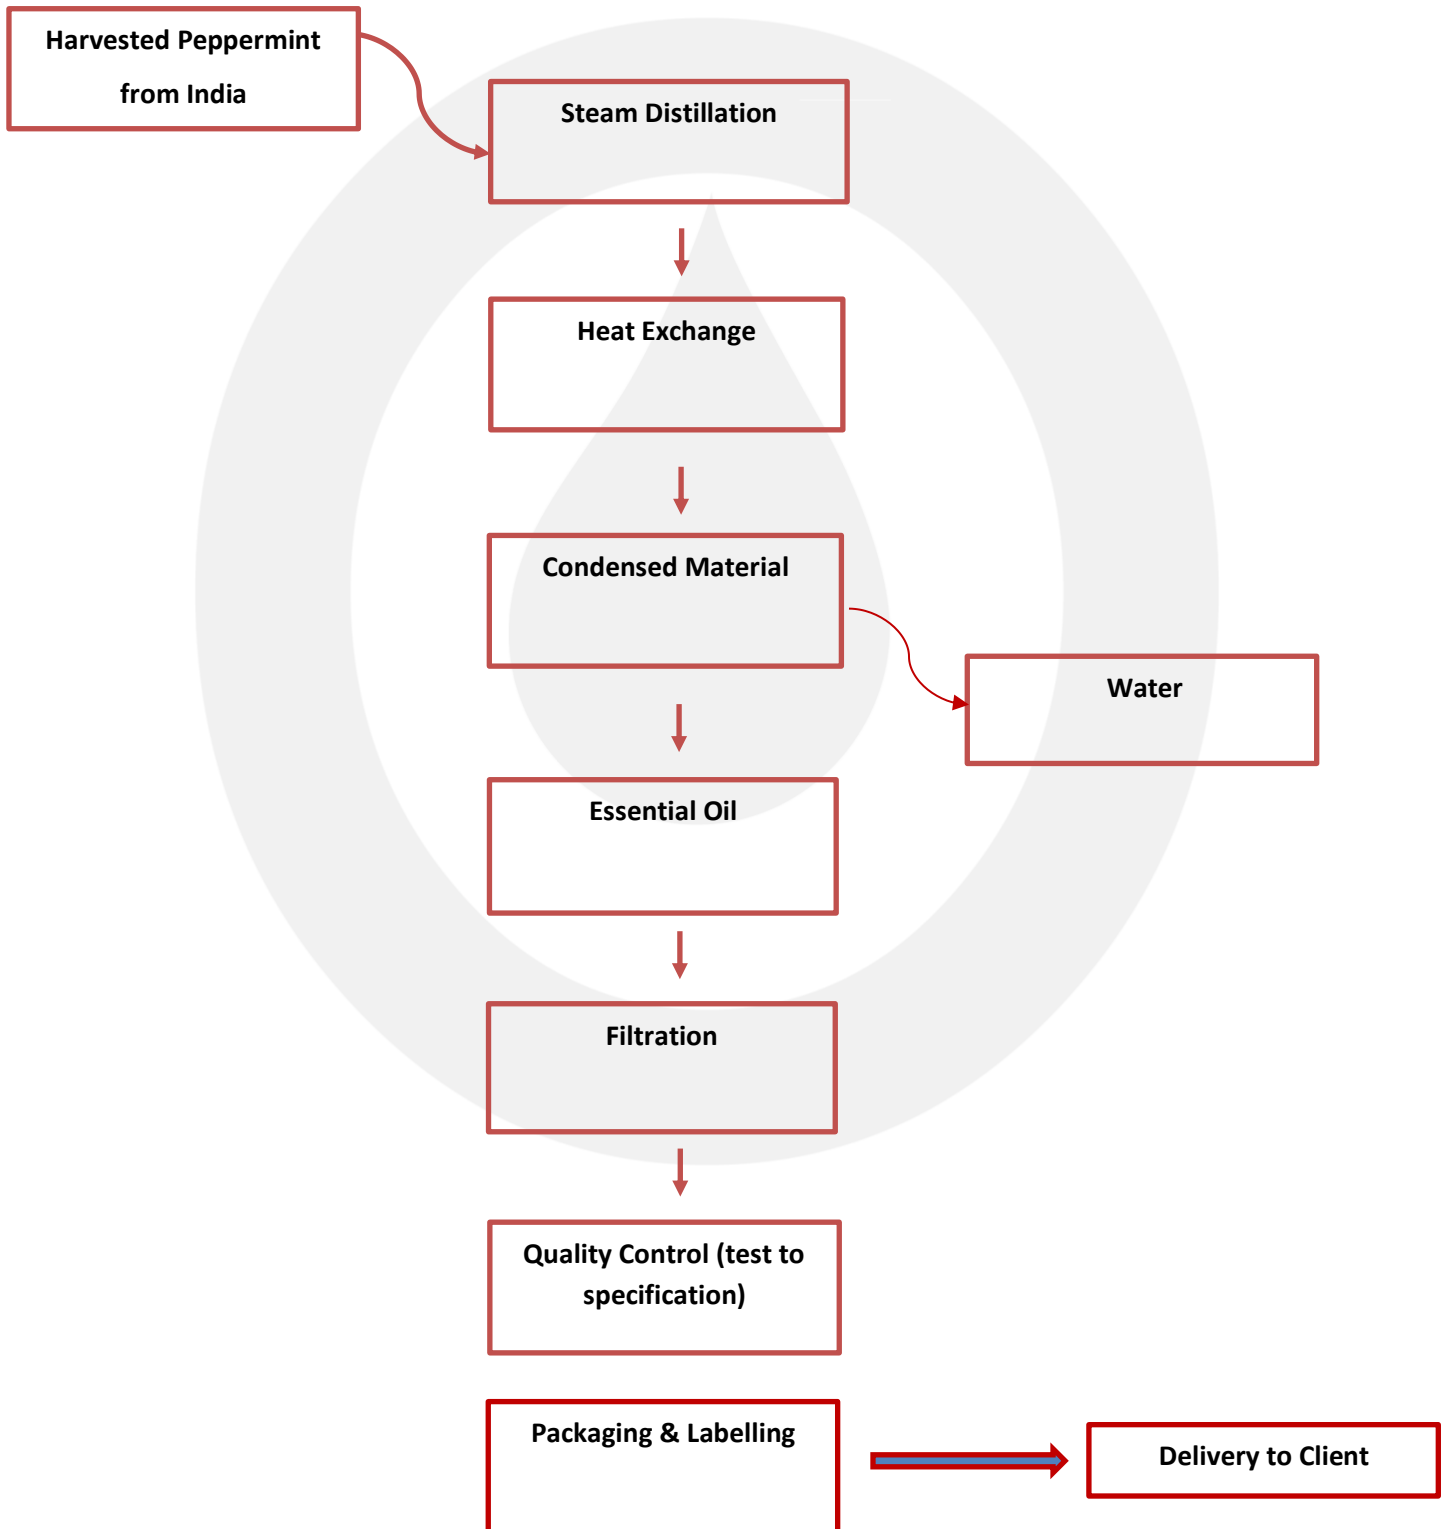 Harvested Peppermint
from India
Steam Distillation
Heat Exchange
Condensed Material
Water
Essential Oil
Filtration
Quality Control (test to
specification)
Packaging & Labelling
Delivery to Client